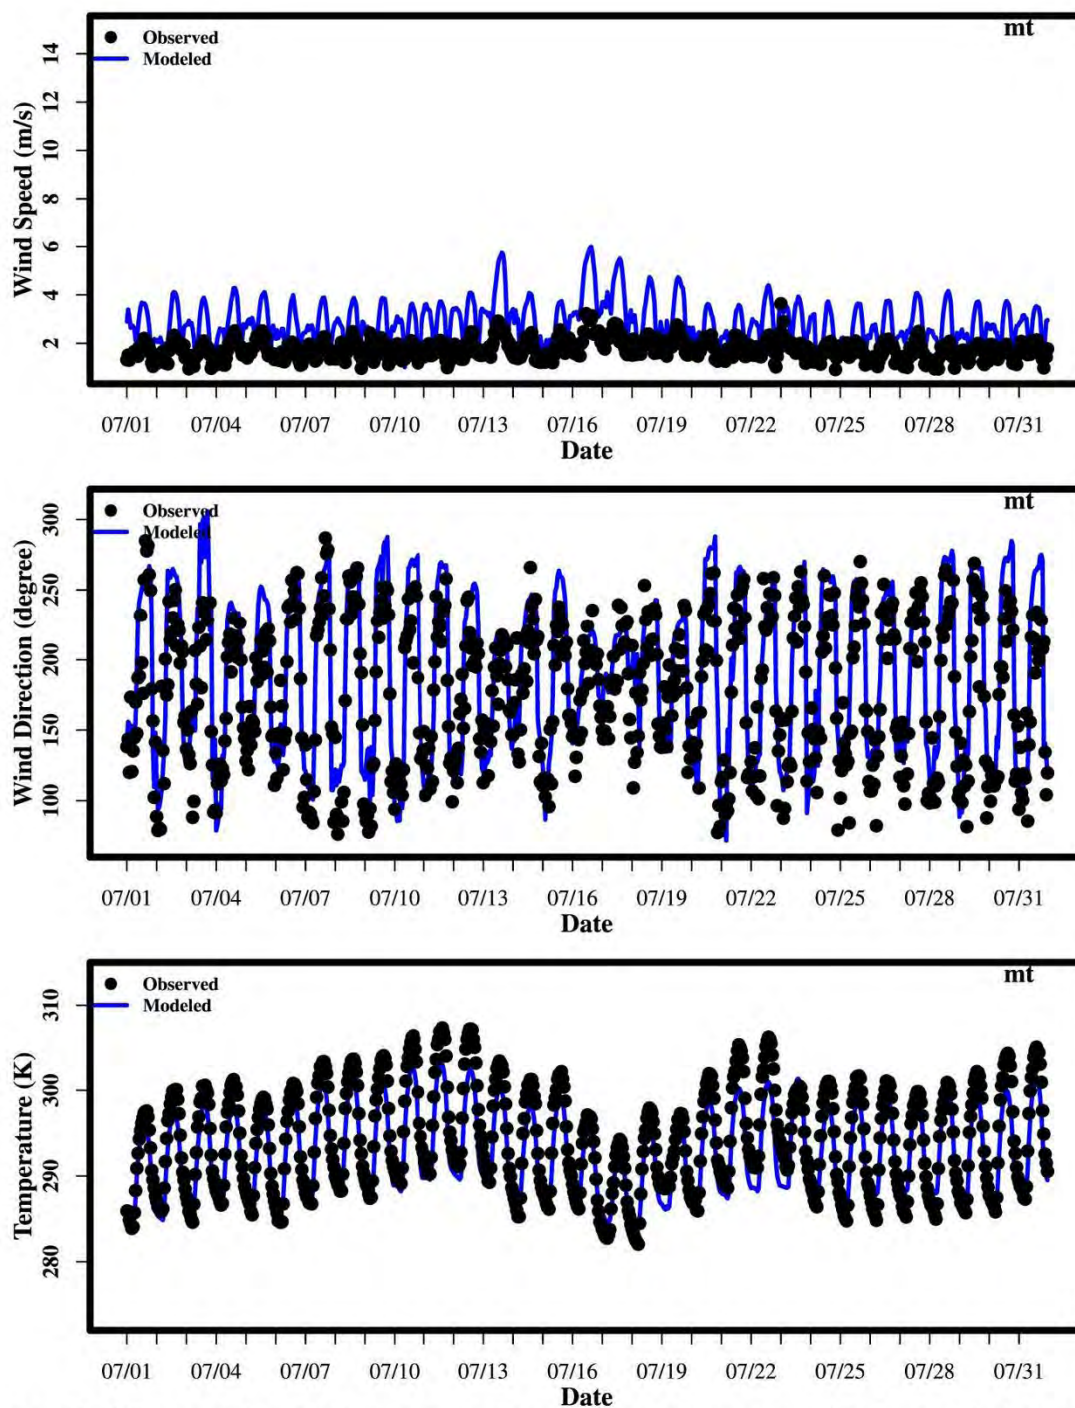 mt
Observed
Modeled
Wind Speed (m/s)
14
12
10
8
6
4
2
07/01 07/04 07/07 07/10 07/13 07/16 07/19 07/22 07/25 07/28 07/31
Date
mt
Observed
Modeled
Wind Direction (degree)
300
250
200
150
100
07/01 07/04 07/07 07/10 07/13 07/16 07/19 07/22 07/25 07/28 07/31
Date
mt
Observed
Modeled
Temperature (K)
310
300
290
280
07/01 07/04 07/07 07/10 07/13 07/16 07/19 07/22 07/25 07/28 07/31
Date